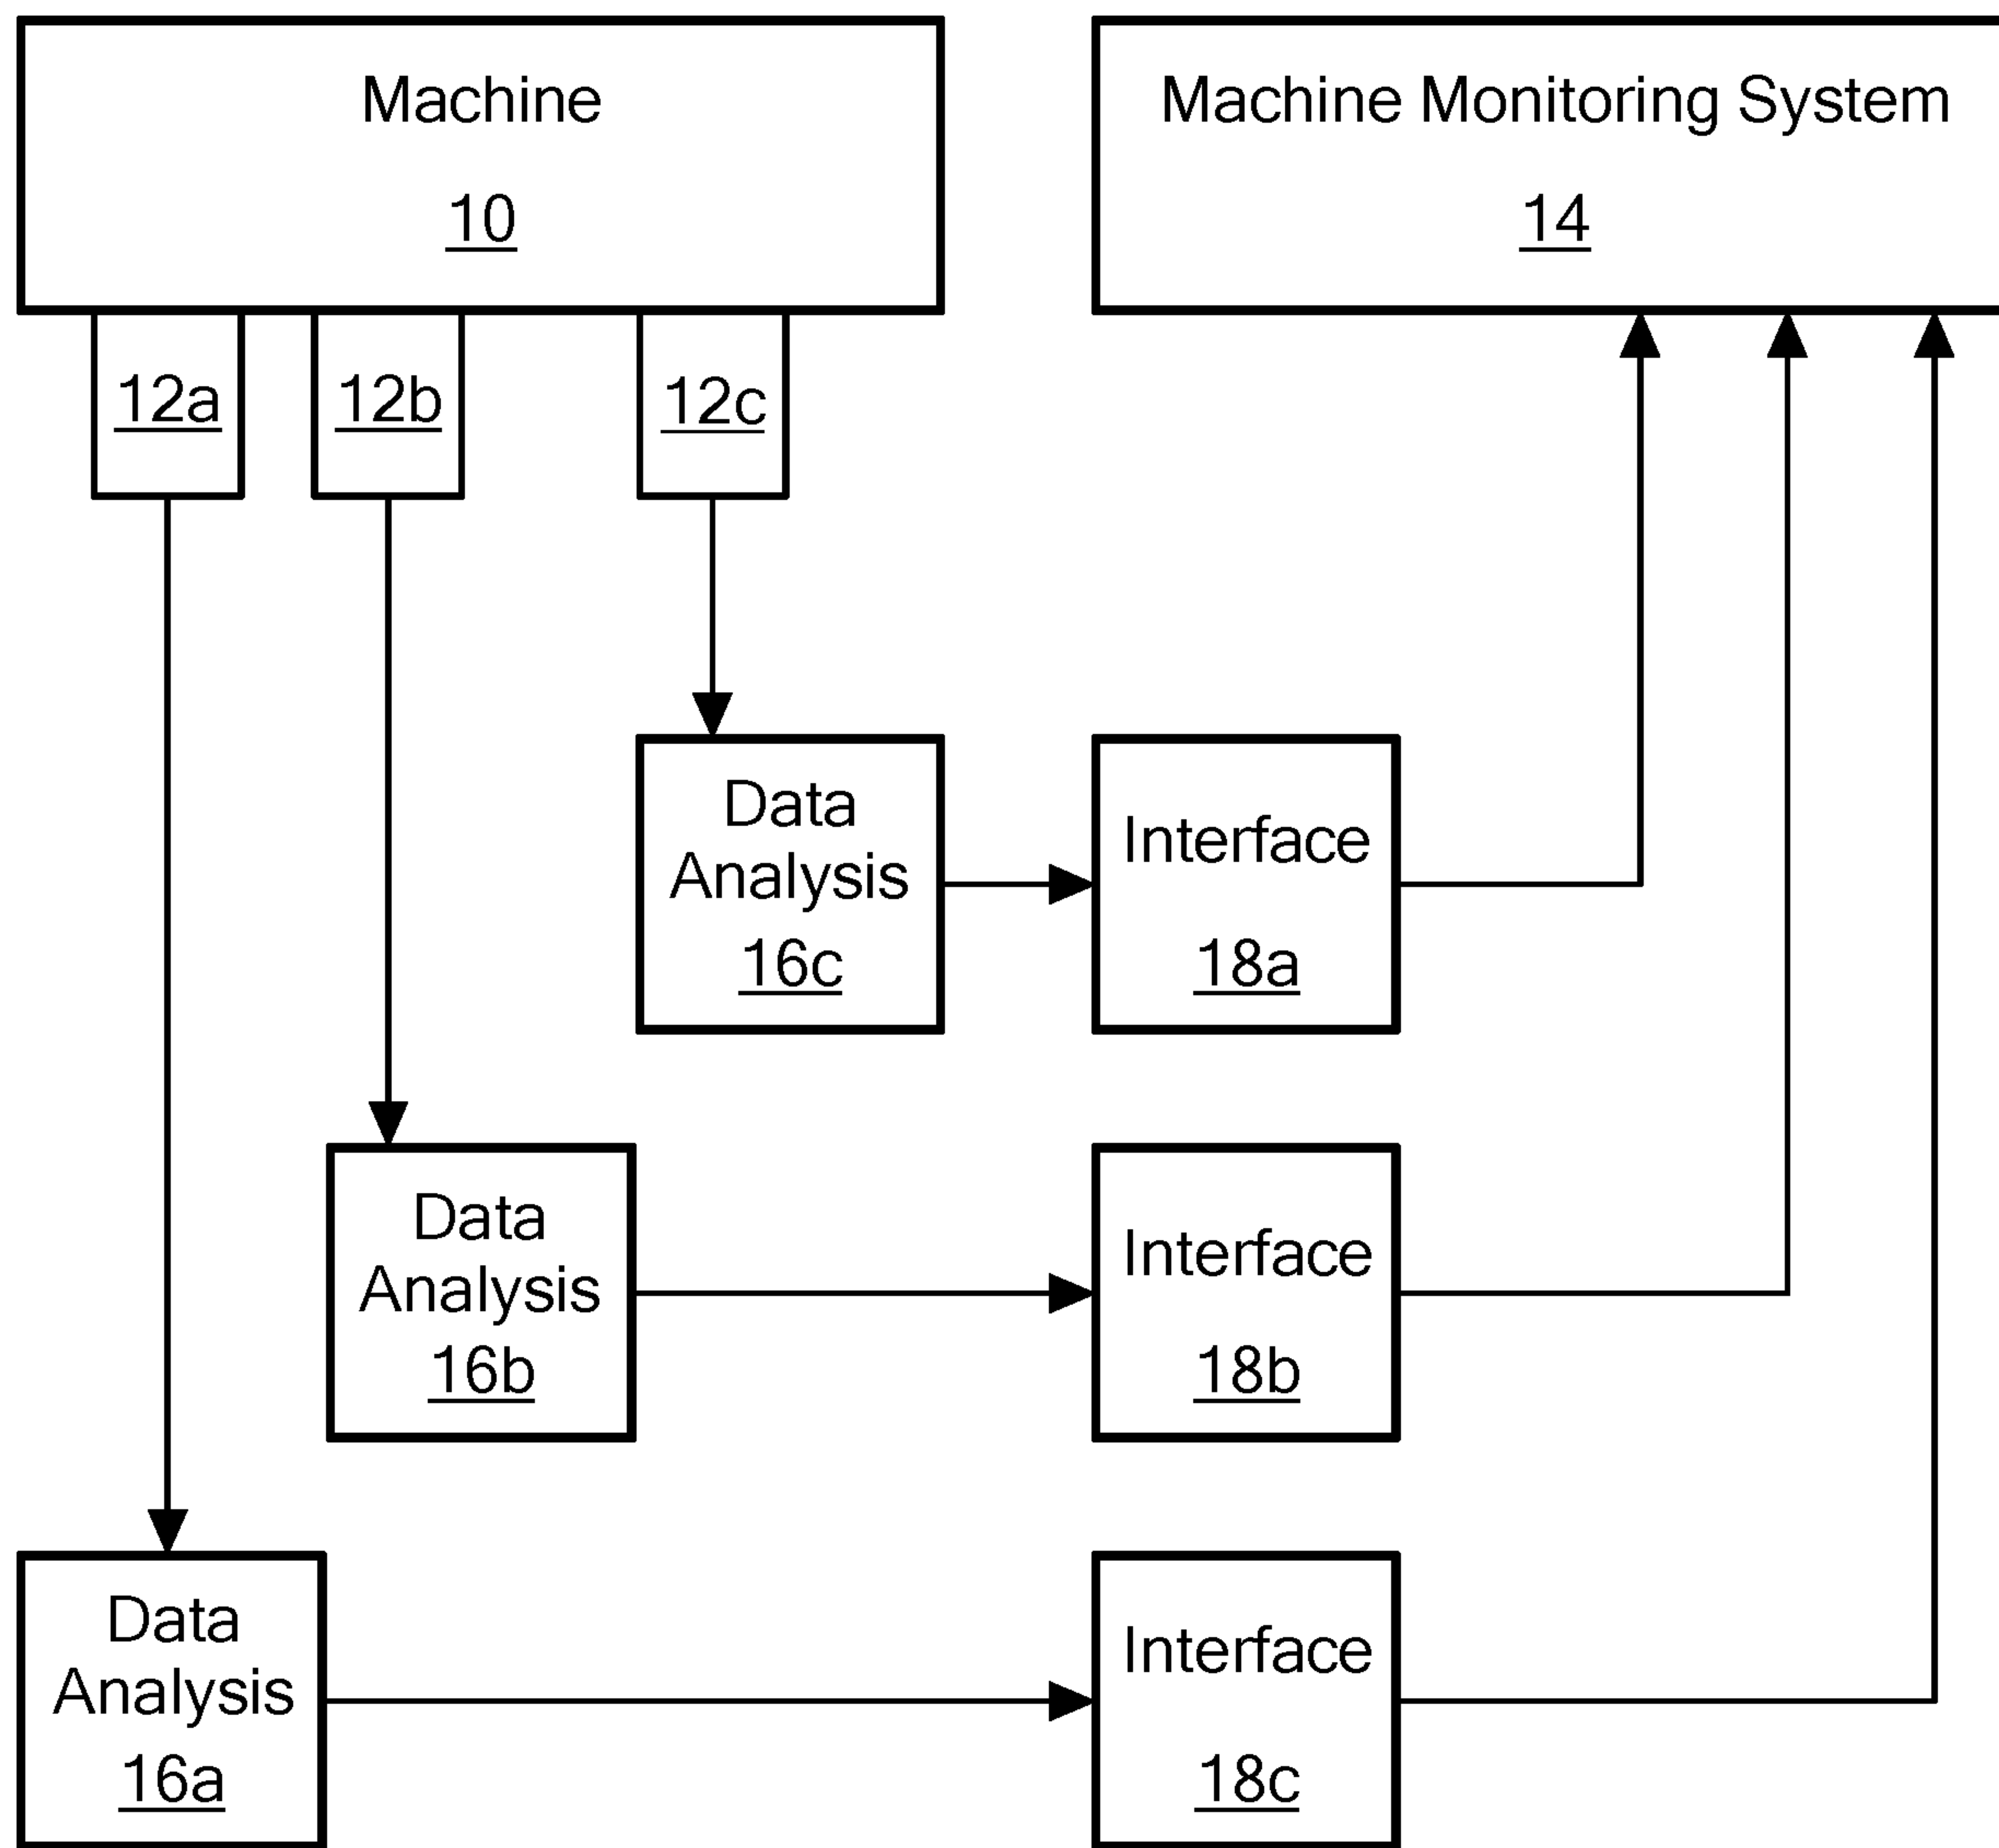 Machine
10
Machine Monitoring System
14
12a
12b
12c
Data
Analysis
16c
Interface
18a
Data
Analysis
16b
Interface
18b
Data
Analysis
16a
Interface
18c